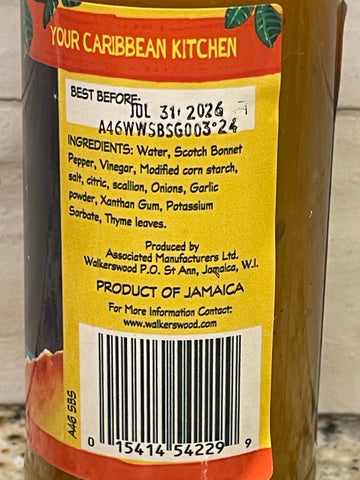 YOUR CARIBBEAN KITCHEN
BEST BEFORE:
JUL 31, 2026
A46WWSBSG003:24
INGREDIENTS: Water, Scotch Bonnet
Pepper, Vinegar, Modified corn starch,
salt, citric, scallion, Onions, Garlic
powder, Xanthan Gum, Potassium
Sorbate, Thyme leaves.
Produced by
Associated Manufacturers Ltd.
Walkerswood P.O. St Ann, Jamaica, W.I.
PRODUCT OF JAMAICA
For More Information Contact:
www.walkerswood.com
A46 SBS
0 15414 54229 9